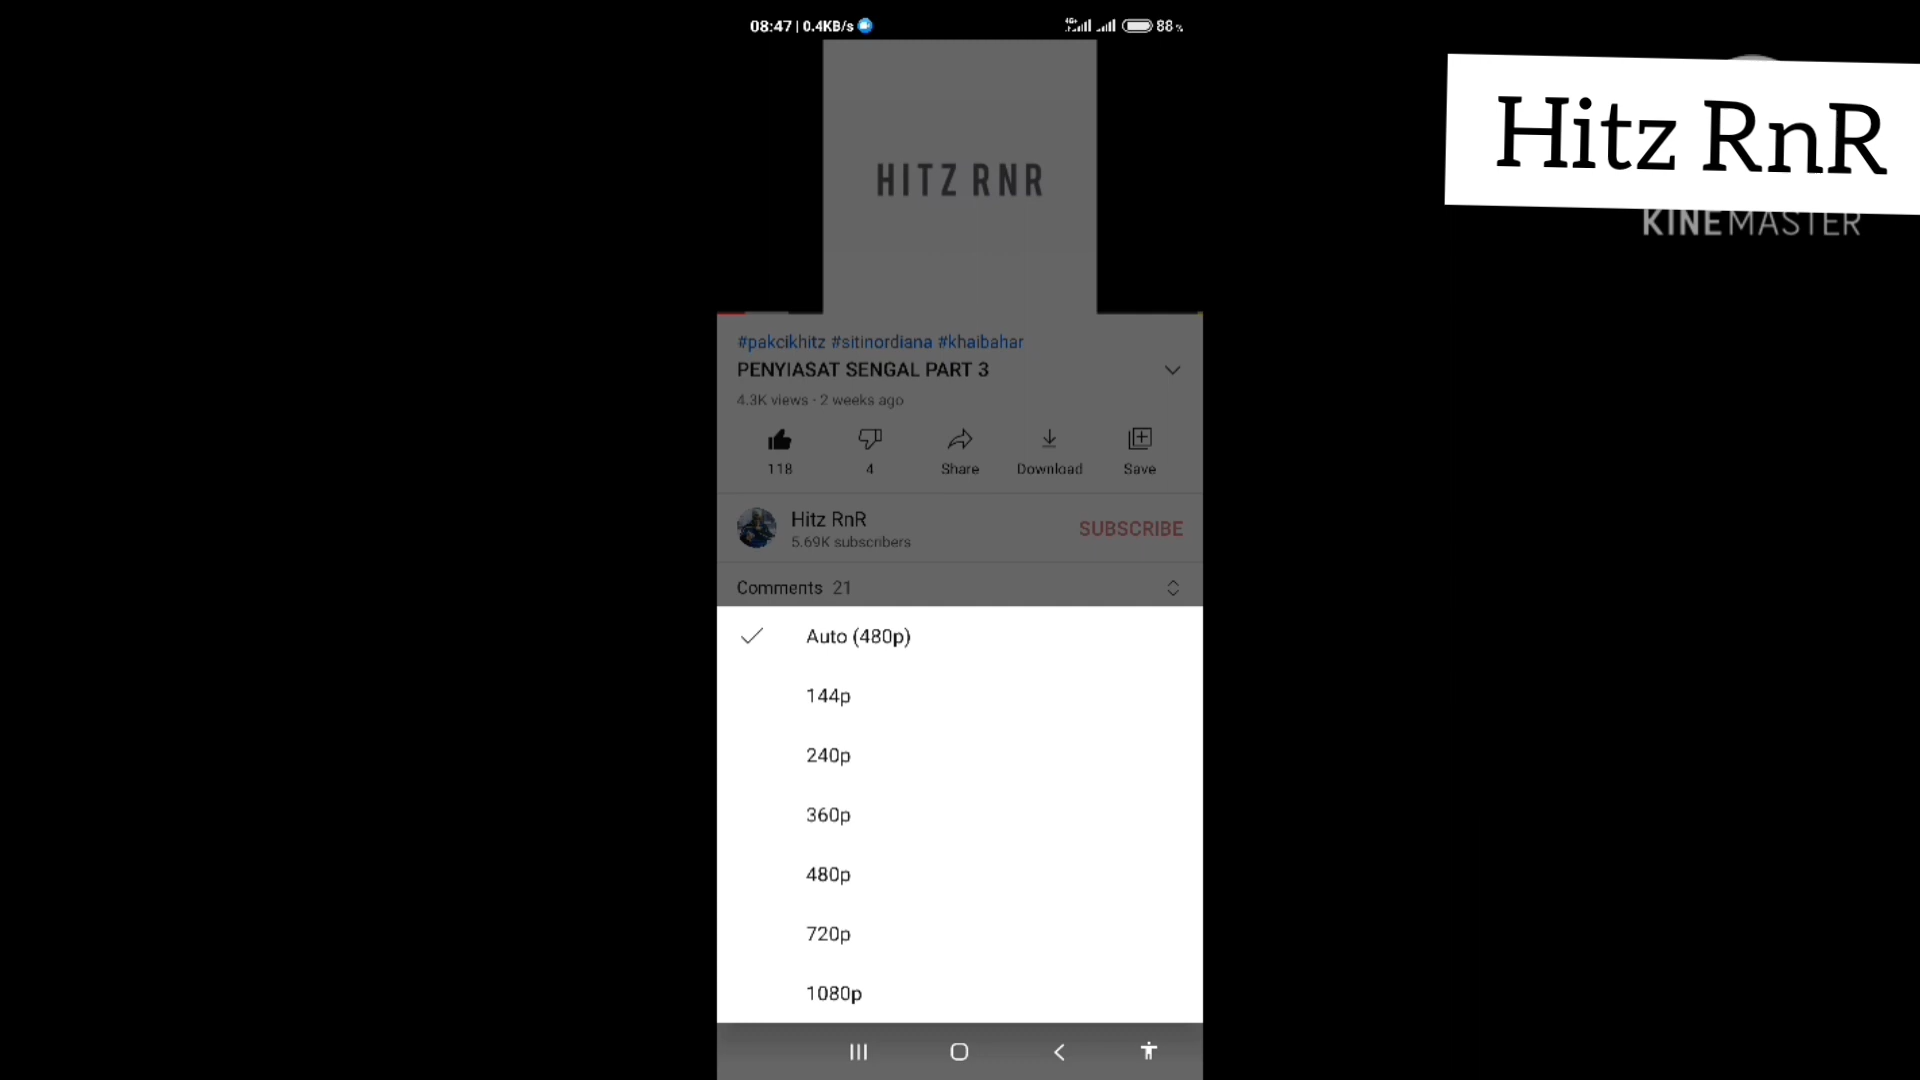 08:47 | 0.4KB/s
4G+
88%
Hitz RnR
KINEMASTER
HITZ RNR
#pakcikhitz #sitinordiana #khaibahar
PENYIASAT SENGAL PART 3
4.3K views · 2 weeks ago
118
4
Share
Download
Save
Hitz RnR
5.69K subscribers
SUBSCRIBE
Comments 21
Auto (480p)
144p
240p
360p
480p
720p
1080p